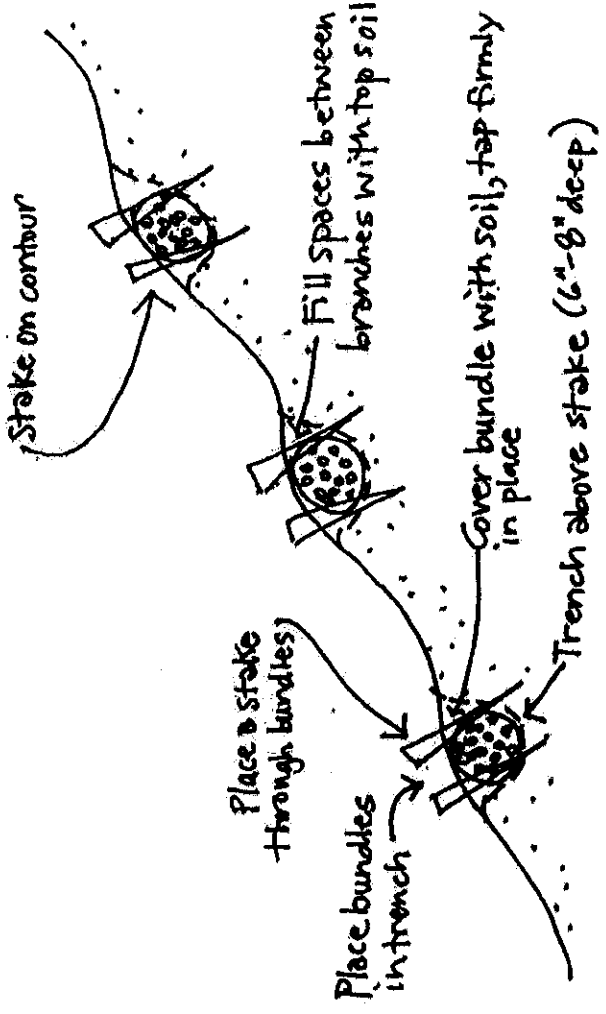 Stake on contour
Fill spaces between
branches with top soil
Place a stake
through bundles
Cover bundle with soil, tap firmly
in place
Place bundles
in trench
Trench above stake (6"-8" deep)